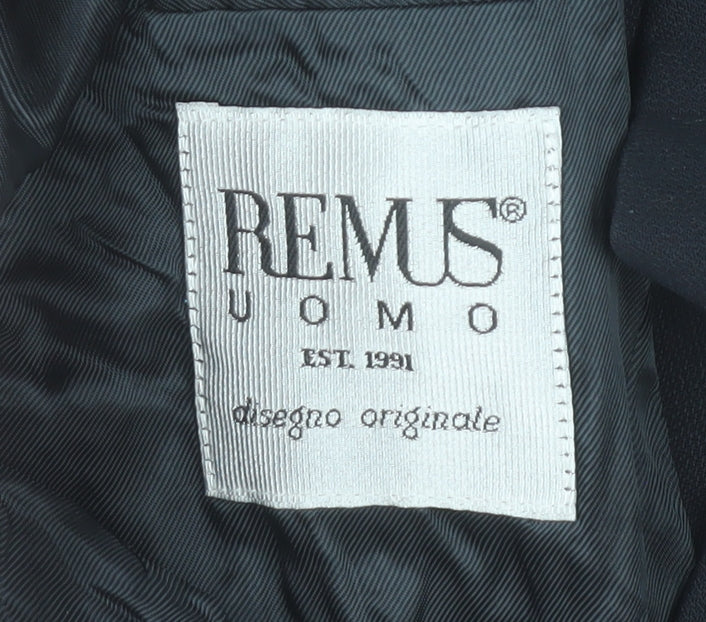 REMUS®
UOMO
EST. 1991
disegno originale